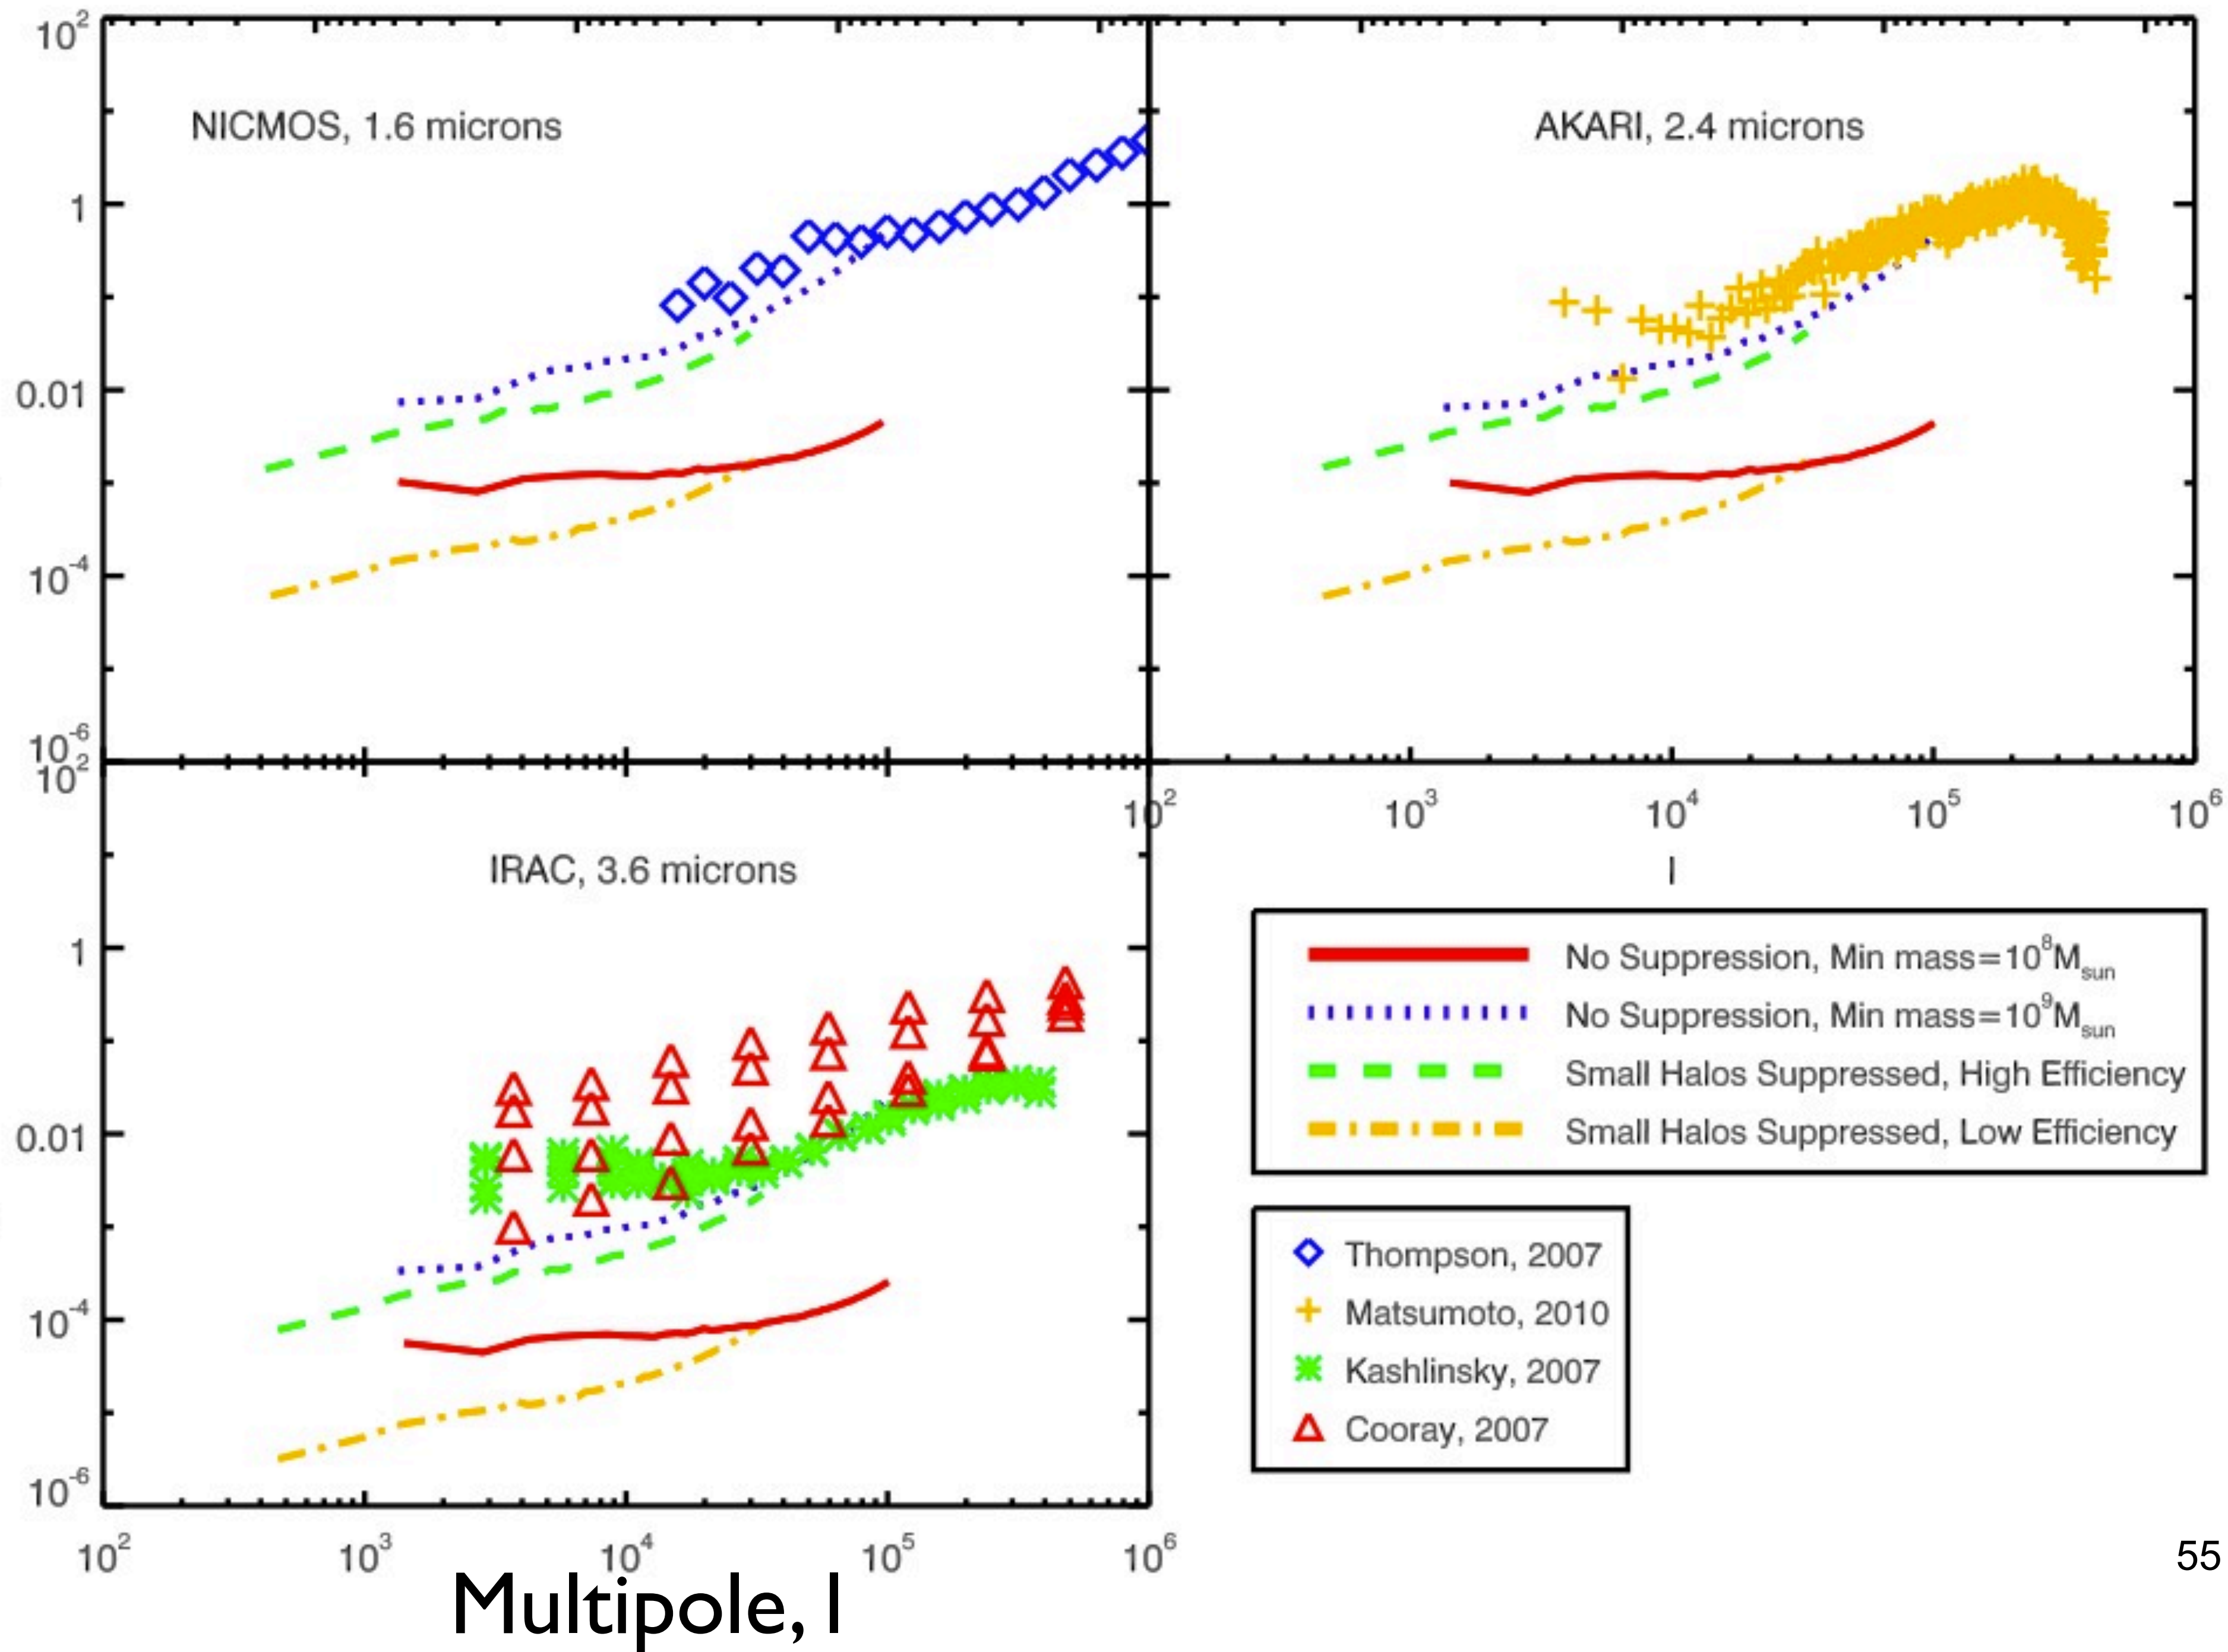 10²
NICMOS, 1.6 microns
AKARI, 2.4 microns
1
0.01
10⁻⁴
10⁻⁶
10²
10² 10³ 10⁴ 10⁵ 10⁶
l
IRAC, 3.6 microns
1
0.01
10⁻⁴
10⁻⁶
10² 10³ 10⁴ 10⁵ 10⁶
Multipole, l
No Suppression, Min mass=10⁸M_sun
No Suppression, Min mass=10⁹M_sun
Small Halos Suppressed, High Efficiency
Small Halos Suppressed, Low Efficiency
Thompson, 2007
Matsumoto, 2010
Kashlinsky, 2007
Cooray, 2007
55